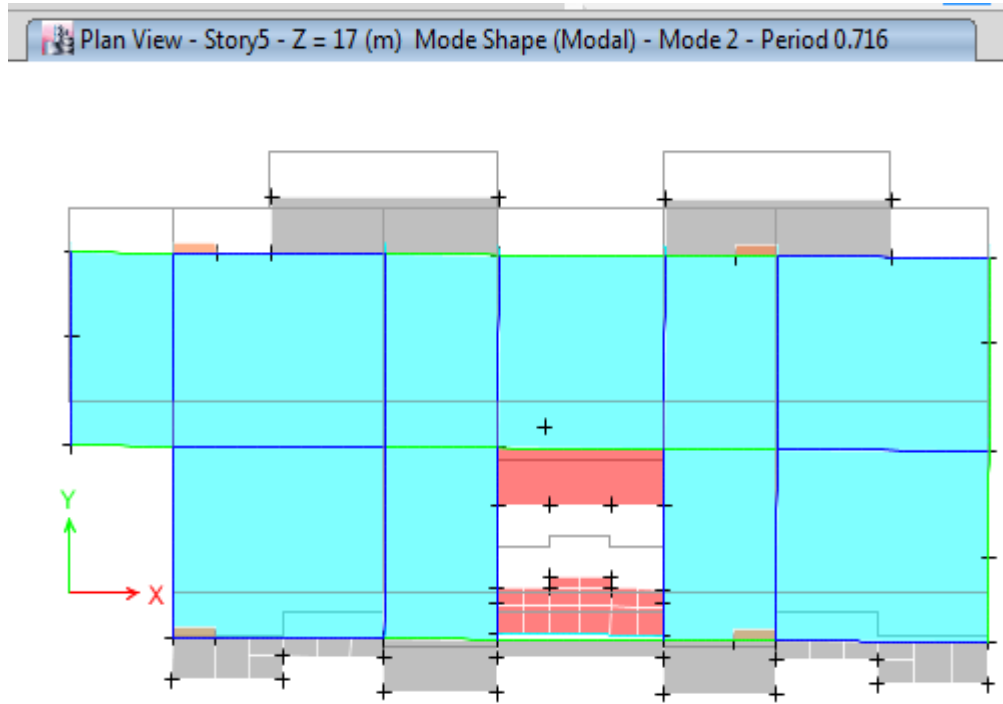 Plan View - Story5 - Z = 17 (m) Mode Shape (Modal) - Mode 2 - Period 0.716
Y
X